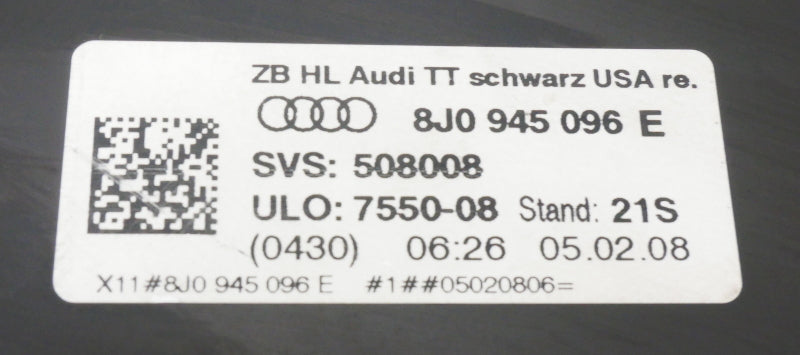 ZB HL Audi TT schwarz USA re.
8J0 945 096 E
SVS: 508008
ULO: 7550-08 Stand: 21S
(0430) 06:26 05.02.08
X11#8J0 945 096 E #1##05020806=